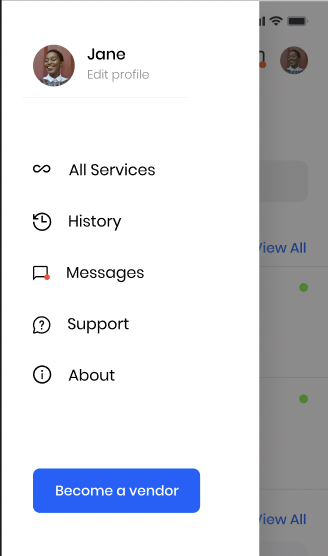 Jane
Edit profile
All Services
History
Messages
Support
About
Become a vendor
View All
View All